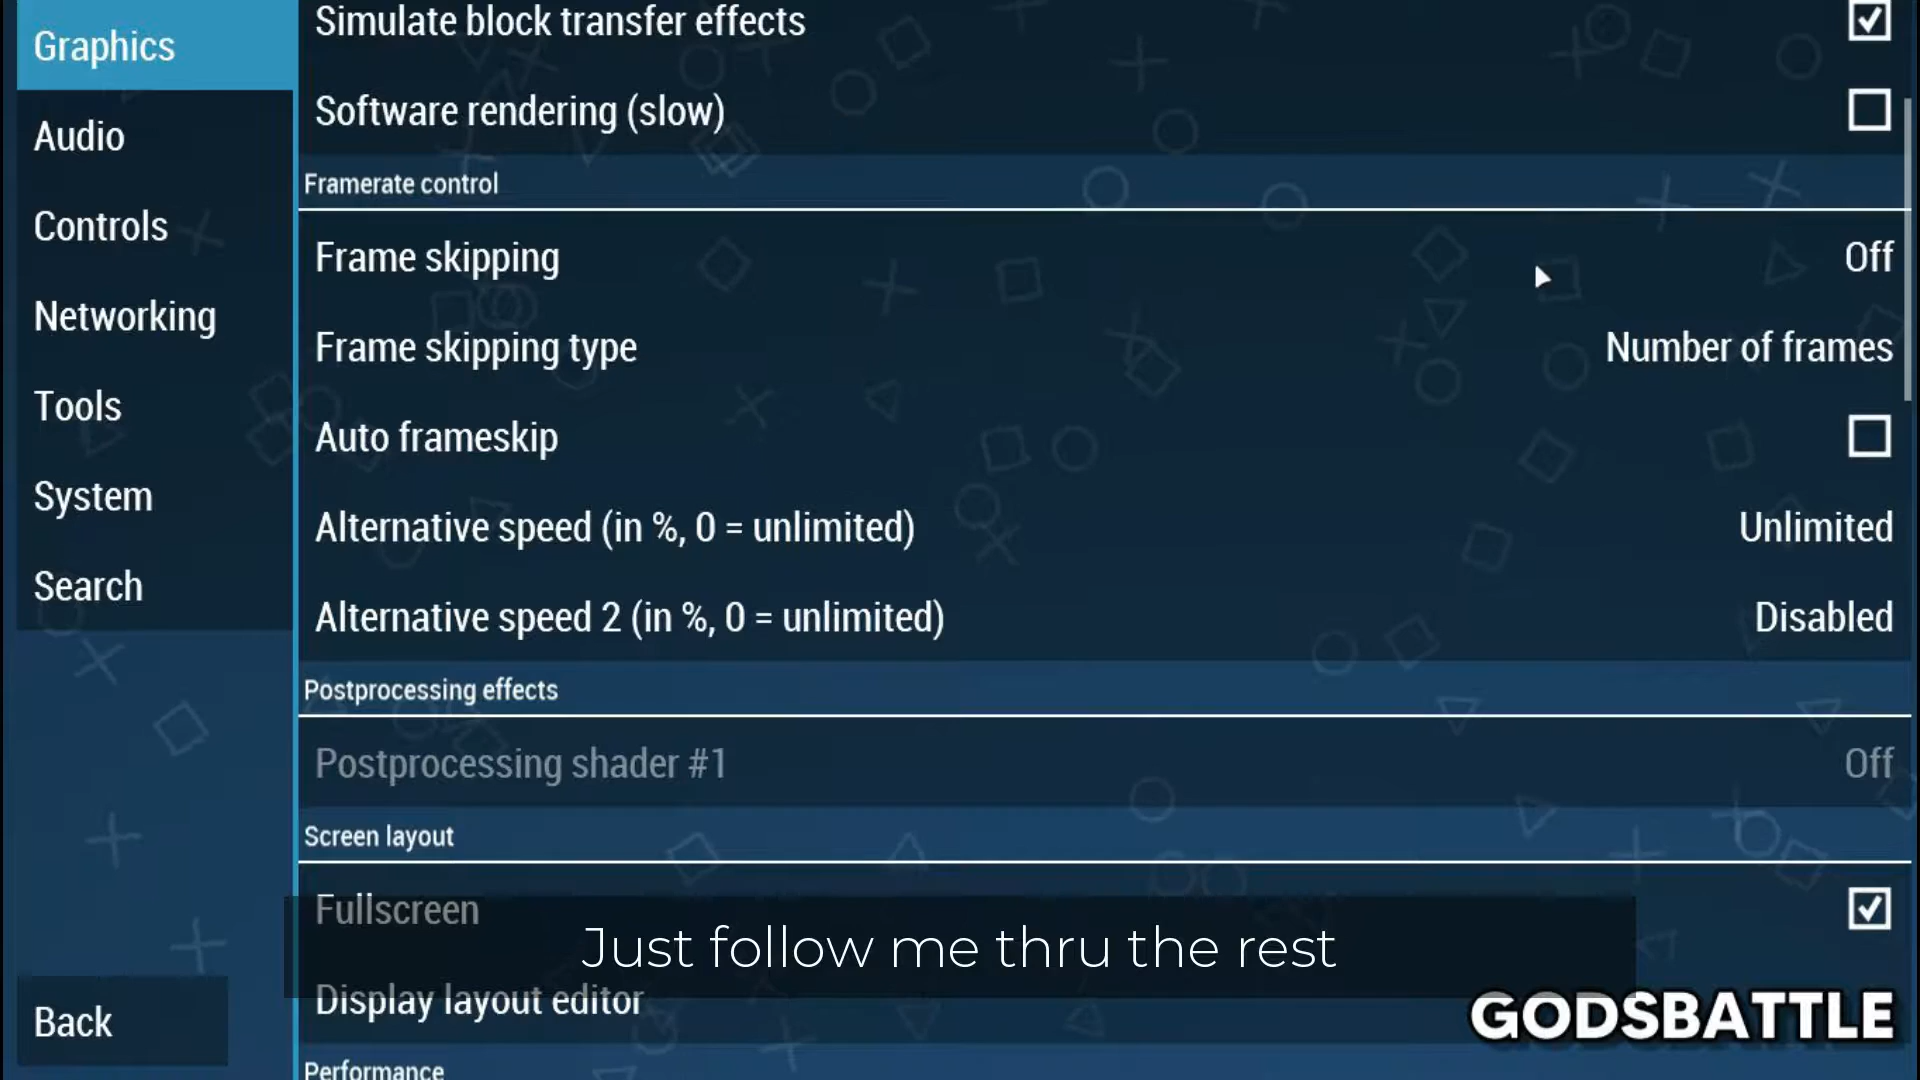 Graphics
Audio
Controls
Networking
Tools
System
Search
Back
Simulate block transfer effects
Software rendering (slow)
Framerate control
Frame skipping Off
Frame skipping type Number of frames
Auto frameskip
Alternative speed (in %, 0 = unlimited) Unlimited
Alternative speed 2 (in %, 0 = unlimited) Disabled
Postprocessing effects
Postprocessing shader #1 Off
Screen layout
Fullscreen
Just follow me thru the rest
Display layout editor
GODSBATTLE
Performance